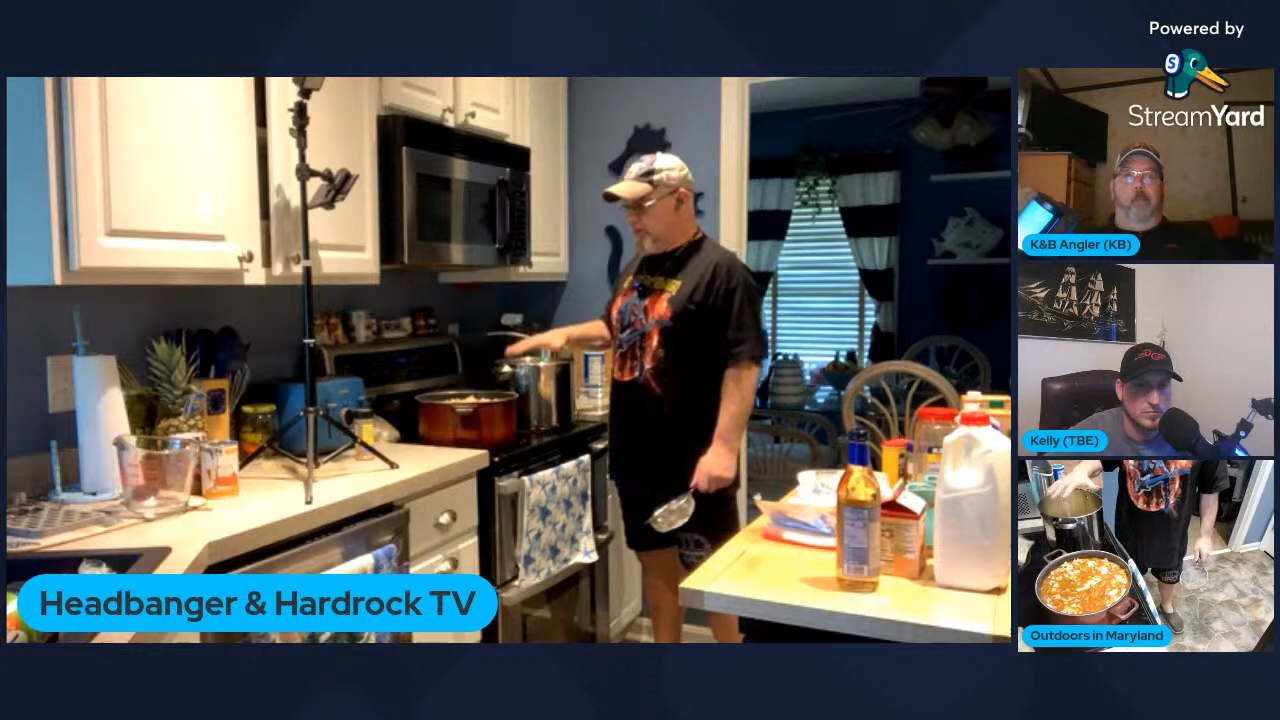 Powered by
S
StreamYard
K&B Angler (KB)
Kelly (TBE)
Headbanger & Hardrock TV
Outdoors in Maryland